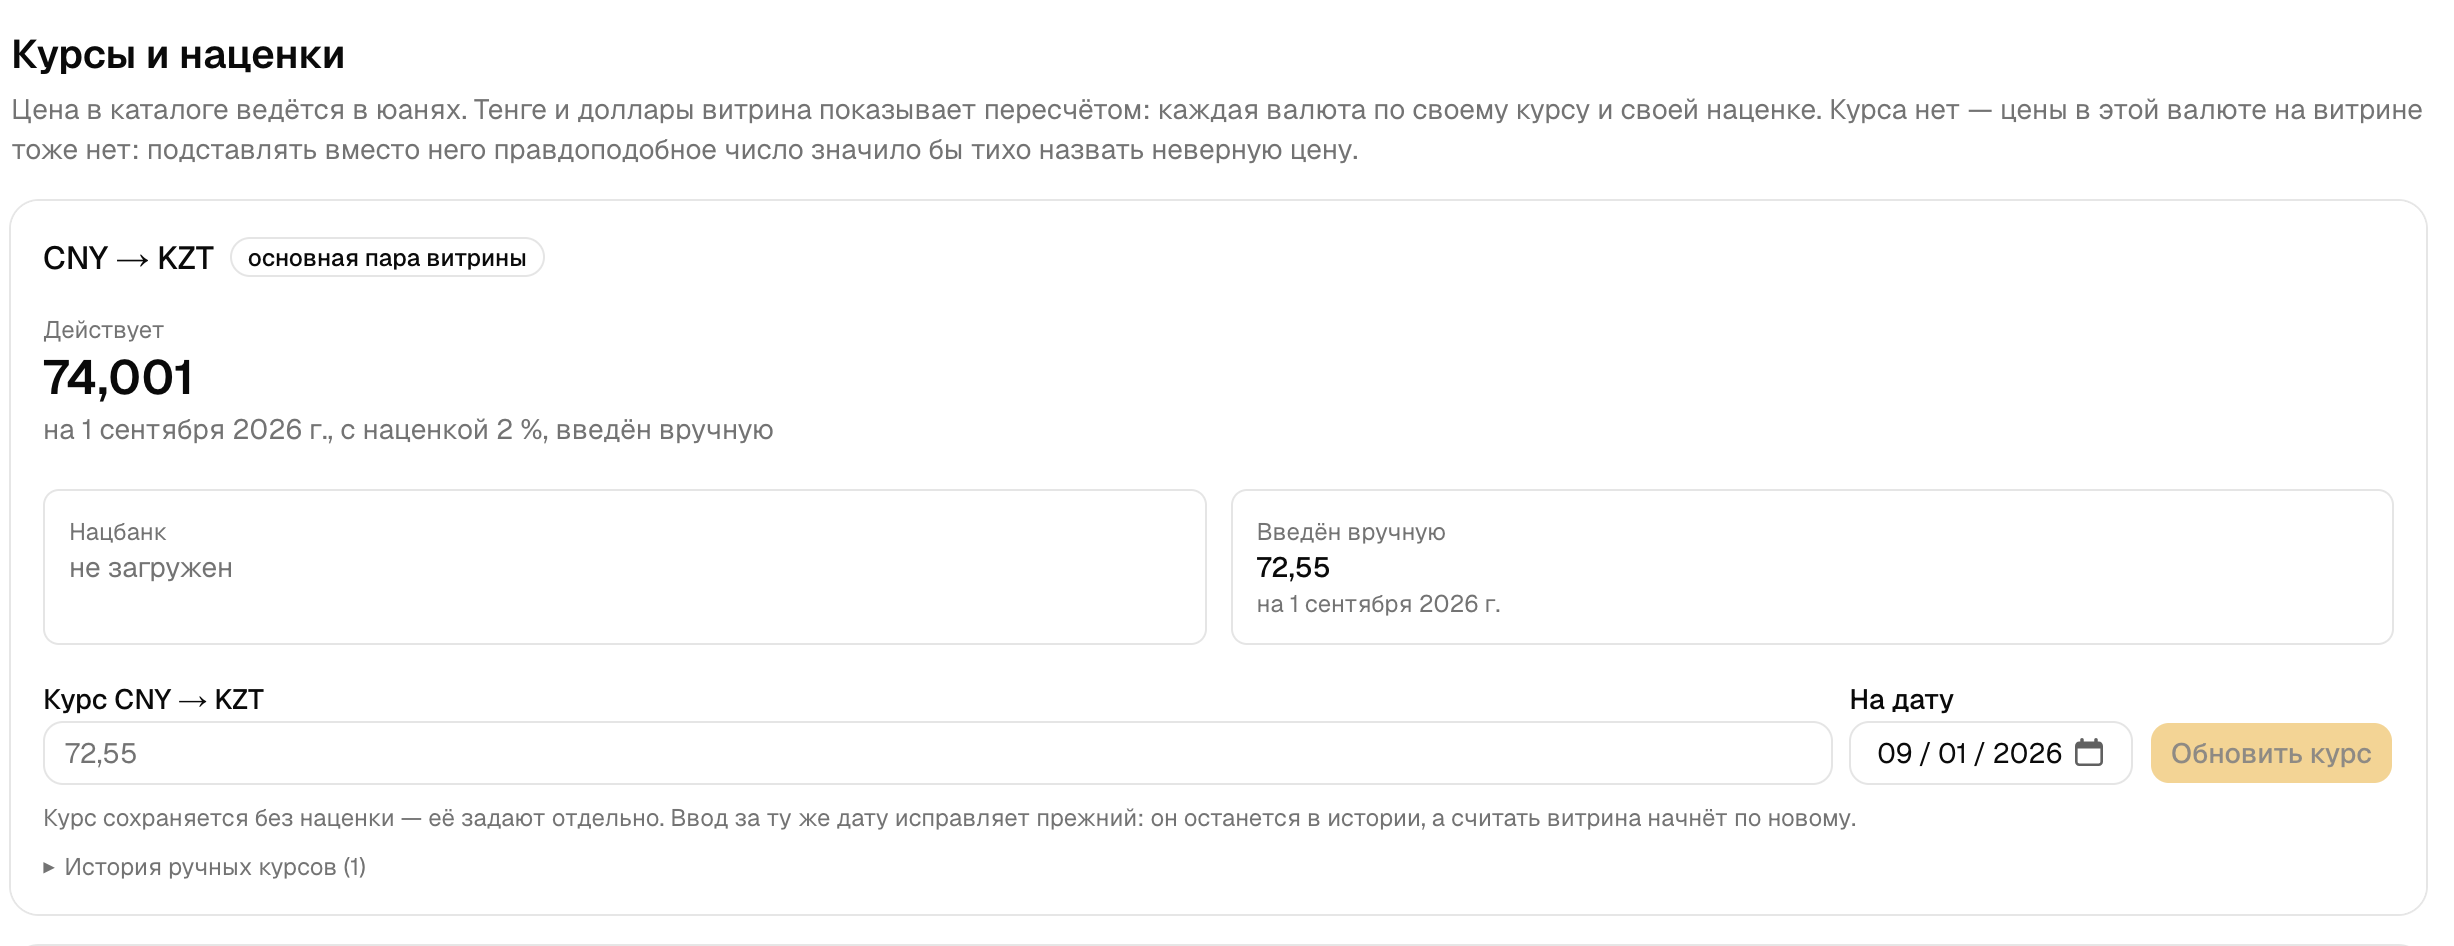 Курсы и наценки
Цена в каталоге ведётся в юанях. Тенге и доллары витрина показывает пересчётом: каждая валюта по своему курсу и своей наценке. Курса нет — цены в этой валюте на витрине
тоже нет: подставлять вместо него правдоподобное число значило бы тихо назвать неверную цену.
CNY → KZT основная пара витрины
Действует
74,001
на 1 сентября 2026 г., с наценкой 2 %, введён вручную
Нацбанк
не загружен
Введён вручную
72,55
на 1 сентября 2026 г.
Курс CNY → KZT
72,55
На дату
09 / 01 / 2026
Обновить курс
Курс сохраняется без наценки — её задают отдельно. Ввод за ту же дату исправляет прежний: он останется в истории, а считать витрина начнёт по новому.
▸ История ручных курсов (1)